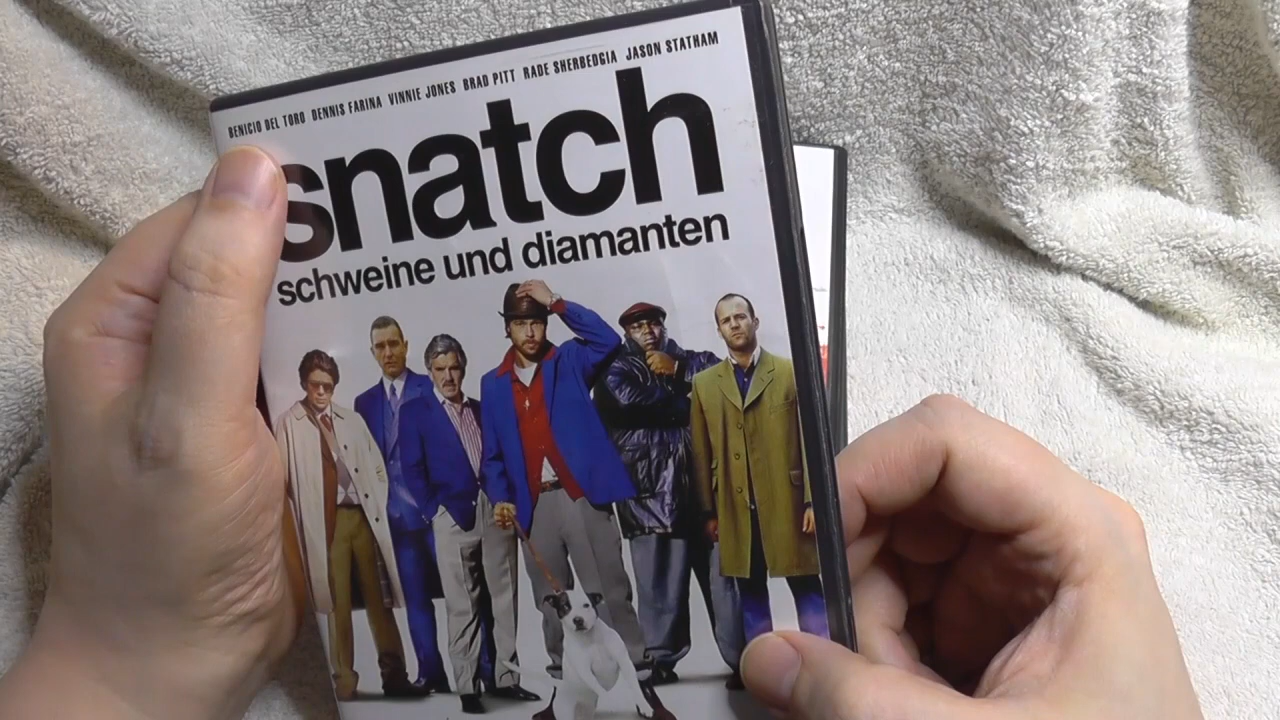 BENICIO DEL TORO DENNIS FARINA VINNIE JONES BRAD PITT RADE SHERBEDGIA JASON STATHAM
snatch
schweine und diamanten